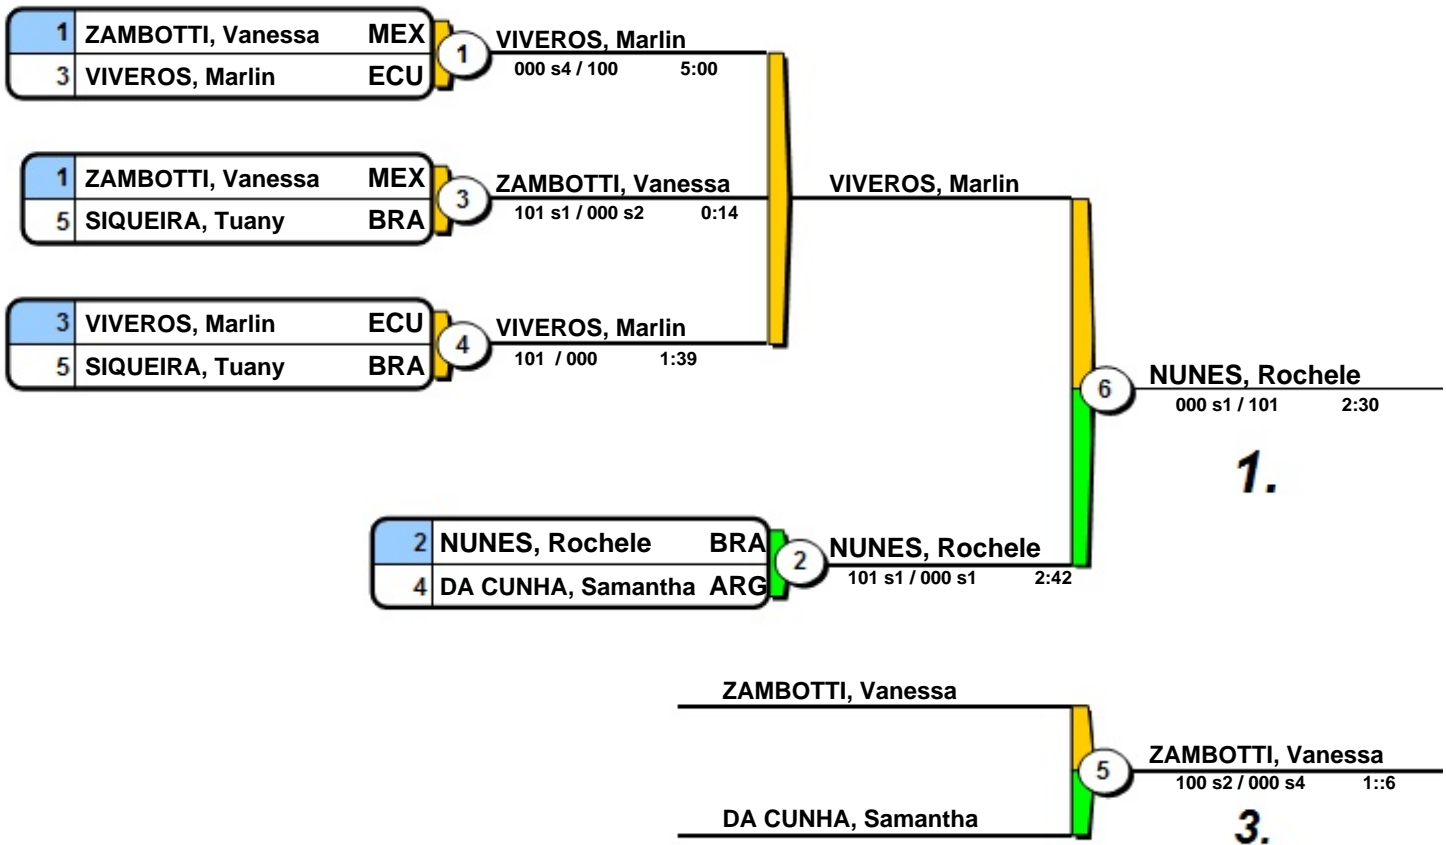 1 ZAMBOTTI, Vanessa MEX
3 VIVEROS, Marlin ECU
1
VIVEROS, Marlin
000 s4 / 100 5:00
1 ZAMBOTTI, Vanessa MEX
5 SIQUEIRA, Tuany BRA
3
ZAMBOTTI, Vanessa
101 s1 / 000 s2 0:14
VIVEROS, Marlin
3 VIVEROS, Marlin ECU
5 SIQUEIRA, Tuany BRA
4
VIVEROS, Marlin
101 / 000 1:39
6
NUNES, Rochele
000 s1 / 101 2:30
1.
2 NUNES, Rochele BRA
4 DA CUNHA, Samantha ARG
2
NUNES, Rochele
101 s1 / 000 s1 2:42
ZAMBOTTI, Vanessa
DA CUNHA, Samantha
5
ZAMBOTTI, Vanessa
100 s2 / 000 s4 1::6
3.